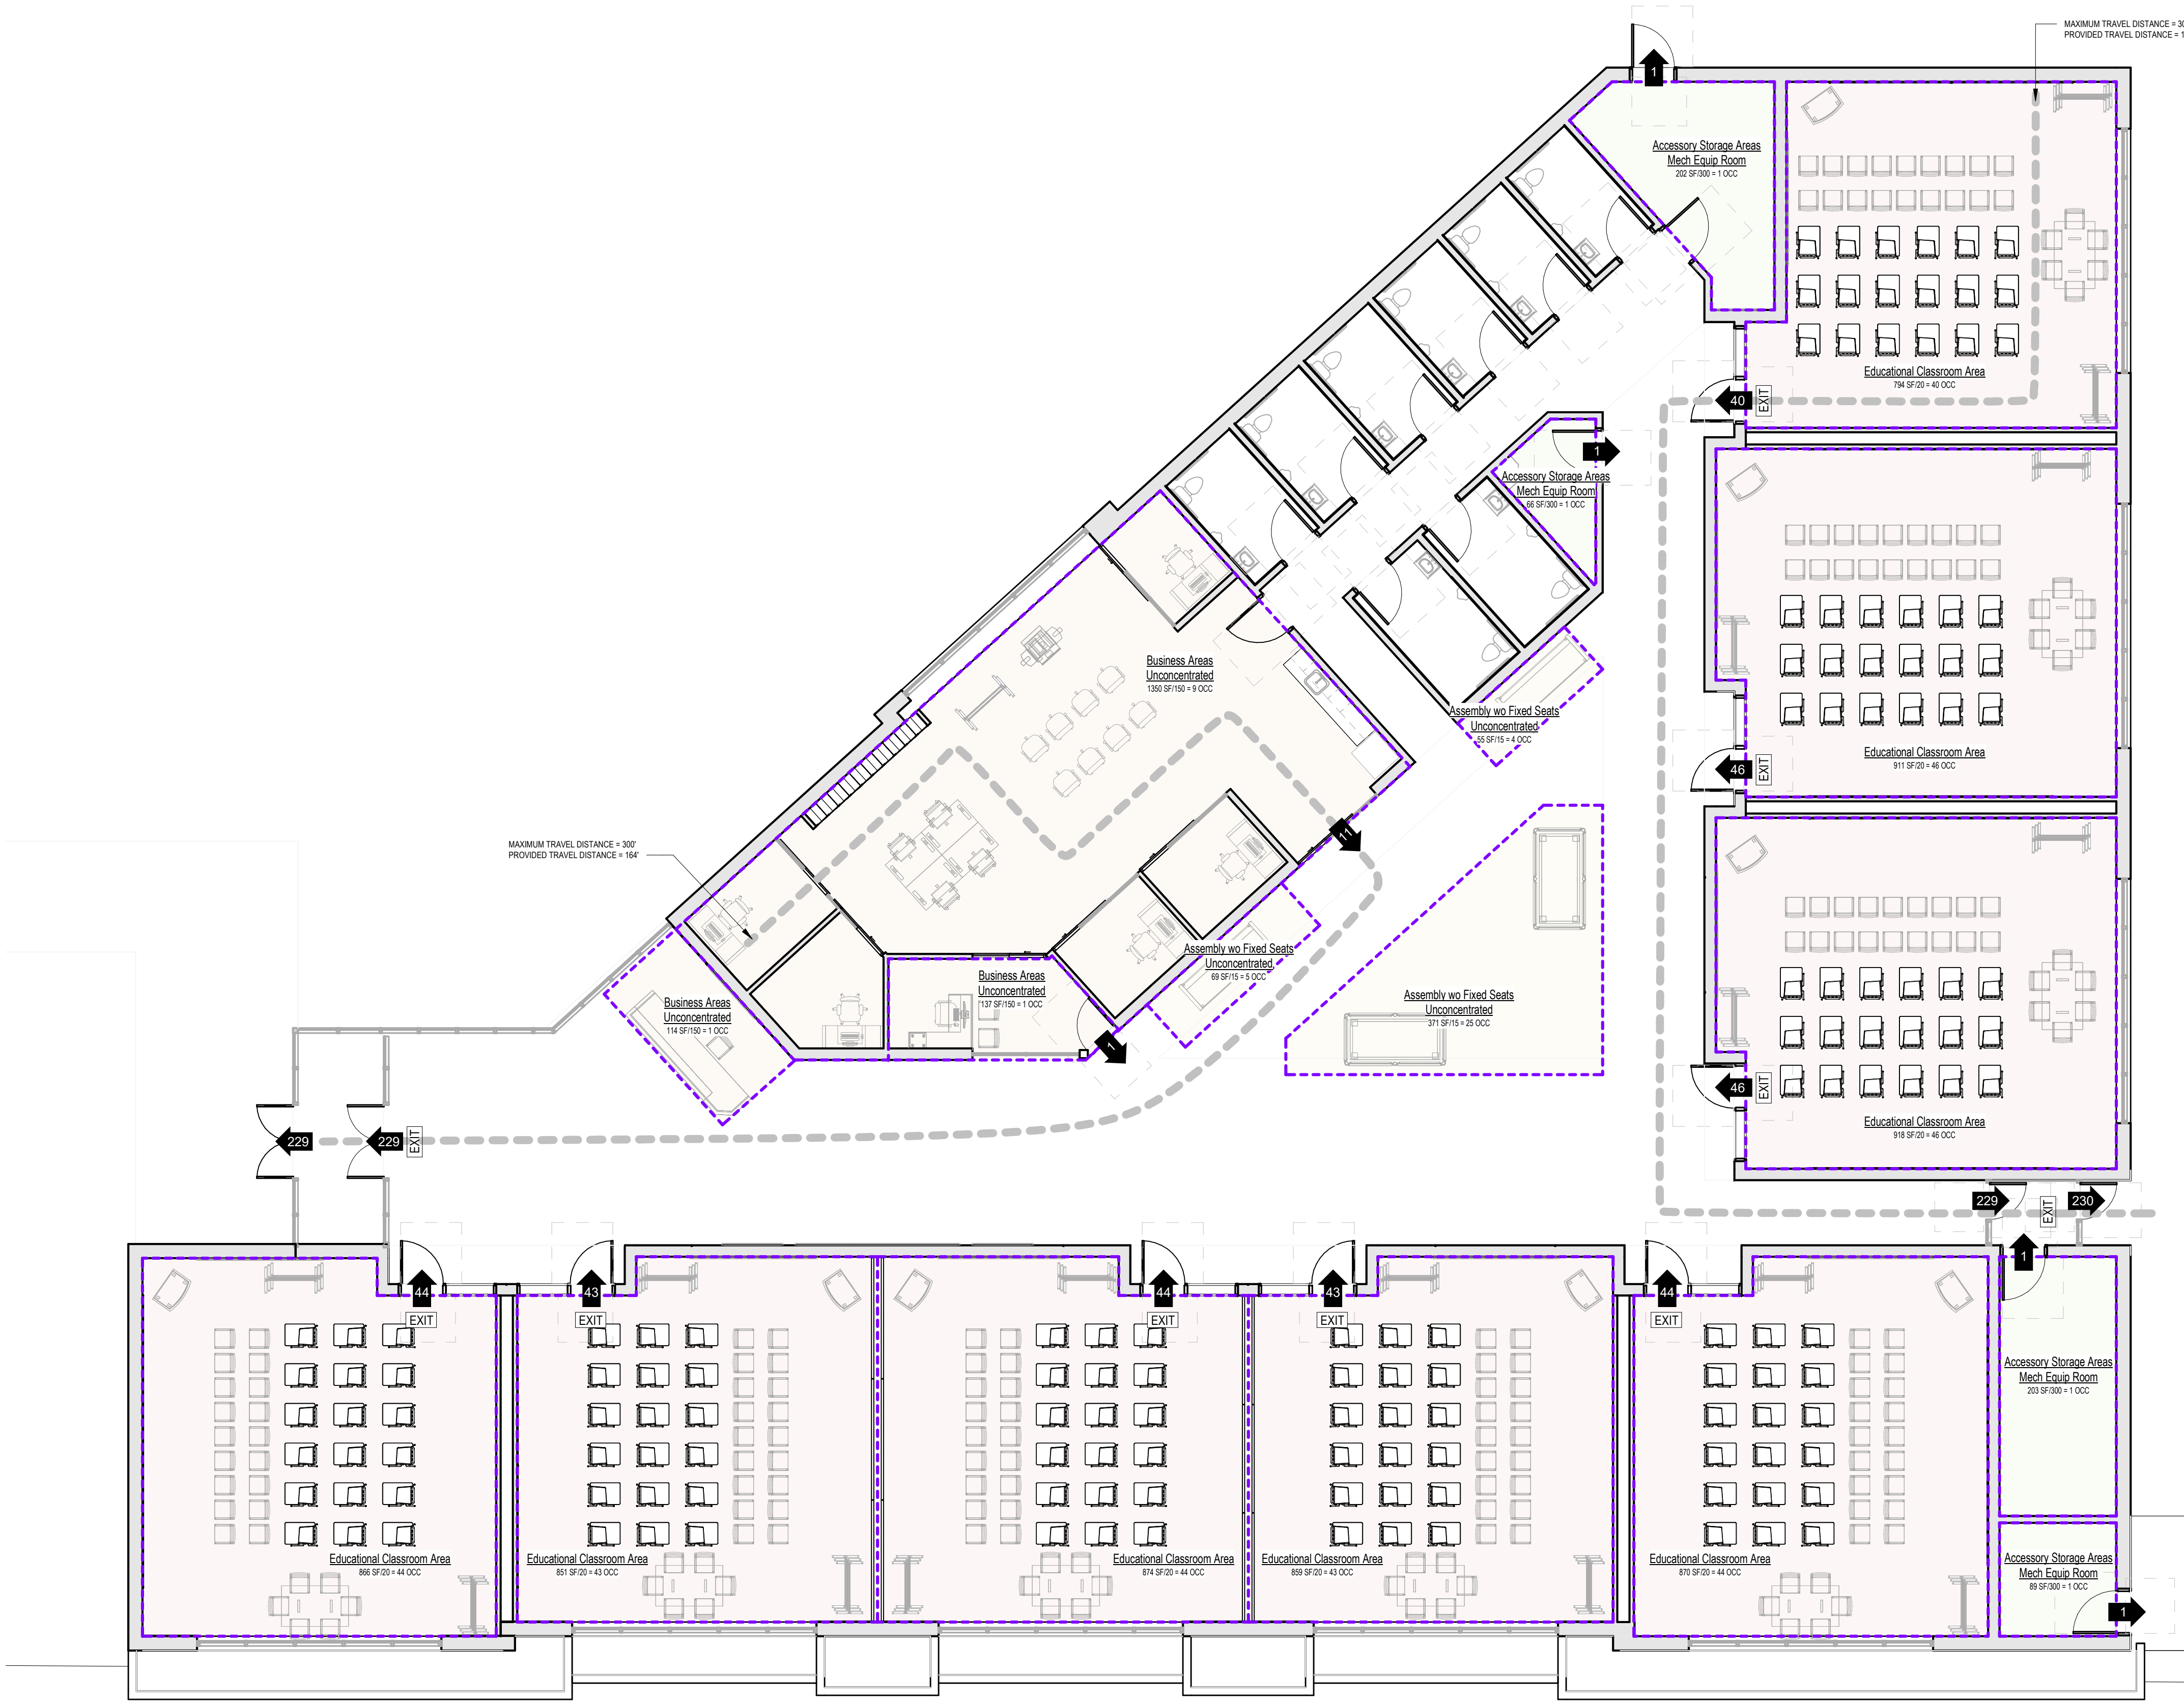 MAXIMUM TRAVEL DISTANCE = 30
PROVIDED TRAVEL DISTANCE = 1
1
Accessory Storage Areas
Mech Equip Room
202 SF/300 = 1 OCC
Educational Classroom Area
794 SF/20 = 40 OCC
40
EXIT
1
Accessory Storage Areas
Mech Equip Room
66 SF/300 = 1 OCC
Business Areas
Unconcentrated
1350 SF/150 = 9 OCC
Assembly wo Fixed Seats
Unconcentrated
55 SF/15 = 4 OCC
Educational Classroom Area
911 SF/20 = 46 OCC
46
EXIT
11
MAXIMUM TRAVEL DISTANCE = 300'
PROVIDED TRAVEL DISTANCE = 164'
Assembly wo Fixed Seats
Unconcentrated
69 SF/15 = 5 OCC
Business Areas
Unconcentrated
137 SF/150 = 1 OCC
Business Areas
Unconcentrated
114 SF/150 = 1 OCC
1
Assembly wo Fixed Seats
Unconcentrated
371 SF/15 = 25 OCC
46
EXIT
Educational Classroom Area
918 SF/20 = 46 OCC
229
229
EXIT
229
EXIT
230
1
44
EXIT
43
EXIT
44
EXIT
43
EXIT
44
EXIT
Accessory Storage Areas
Mech Equip Room
203 SF/300 = 1 OCC
Educational Classroom Area
866 SF/20 = 44 OCC
Educational Classroom Area
851 SF/20 = 43 OCC
Educational Classroom Area
874 SF/20 = 44 OCC
Educational Classroom Area
859 SF/20 = 43 OCC
Educational Classroom Area
870 SF/20 = 44 OCC
Accessory Storage Areas
Mech Equip Room
89 SF/300 = 1 OCC
1